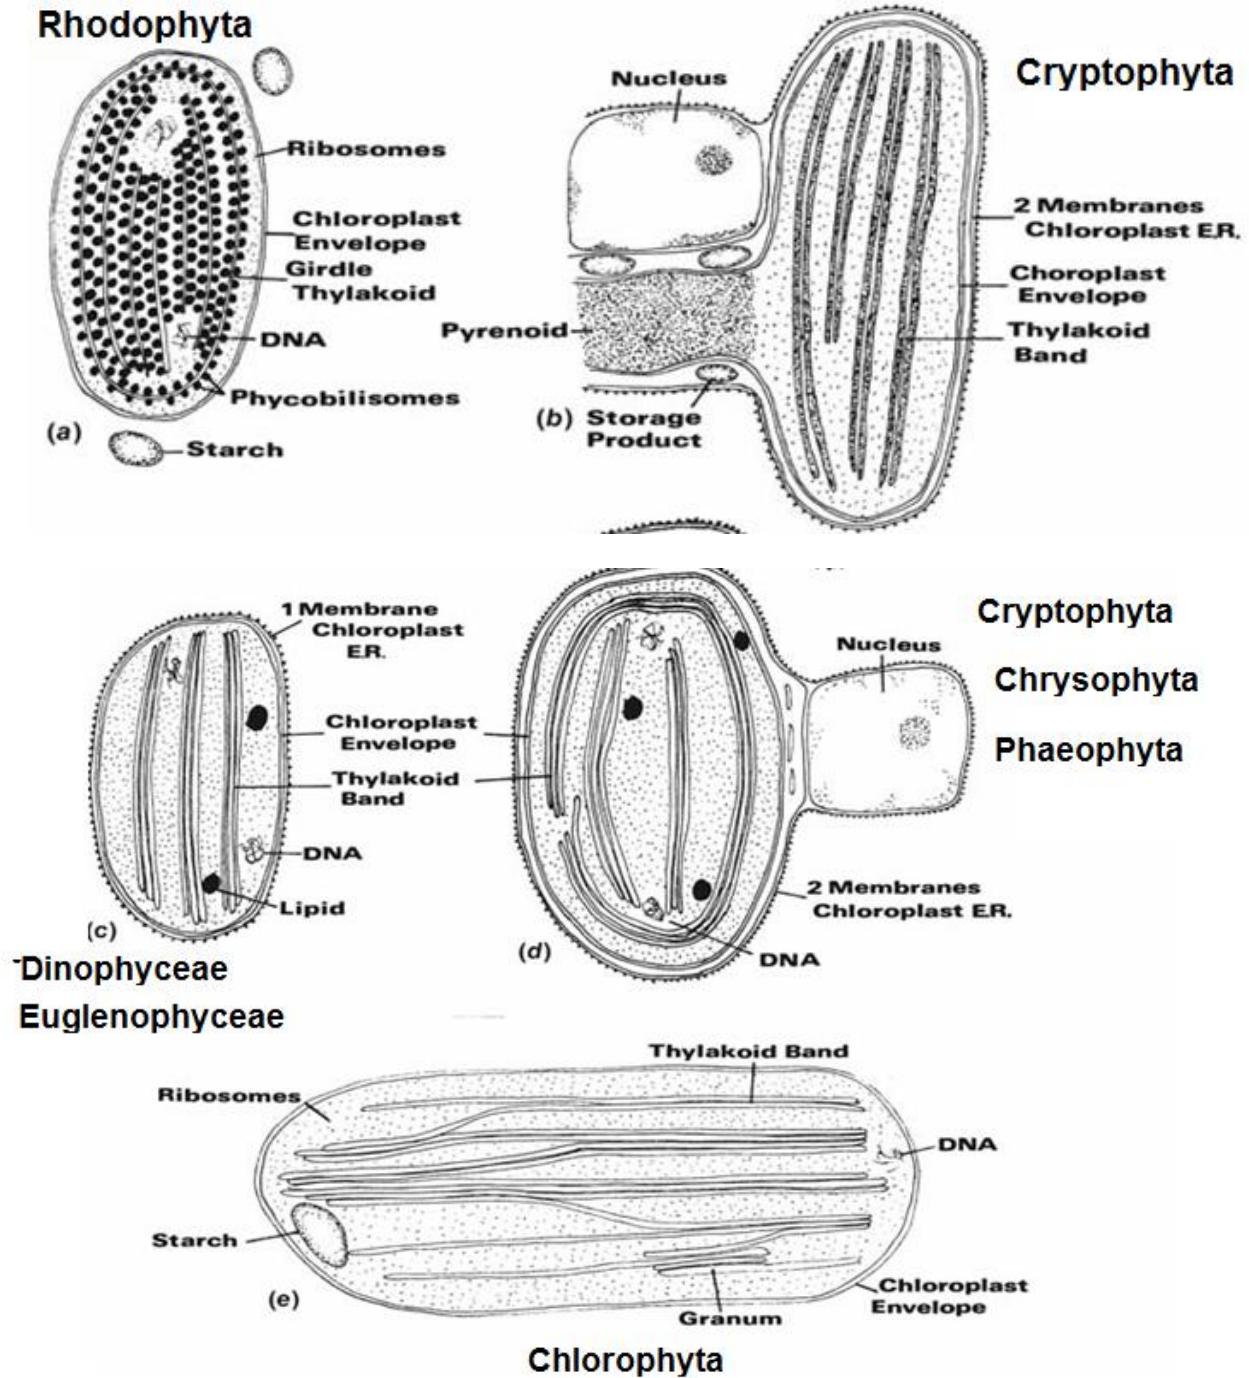 Rhodophyta
Ribosomes
Chloroplast
Envelope
Girdle
Thylakoid
DNA
Phycobilisomes
(a)
Starch
Cryptophyta
Nucleus
2 Membranes
Chloroplast E.R.
Choroplast
Envelope
Thylakoid
Band
Pyrenoid
(b)
Storage
Product
1 Membrane
Chloroplast
E.R.
Chloroplast
Envelope
Thylakoid
Band
DNA
Lipid
(c)
Dinophyceae
Euglenophyceae
Cryptophyta
Nucleus
Chrysophyta
Phaeophyta
2 Membranes
Chloroplast E.R.
DNA
(d)
Thylakoid Band
Ribosomes
DNA
Starch
(e)
Chloroplast
Envelope
Granum
Chlorophyta